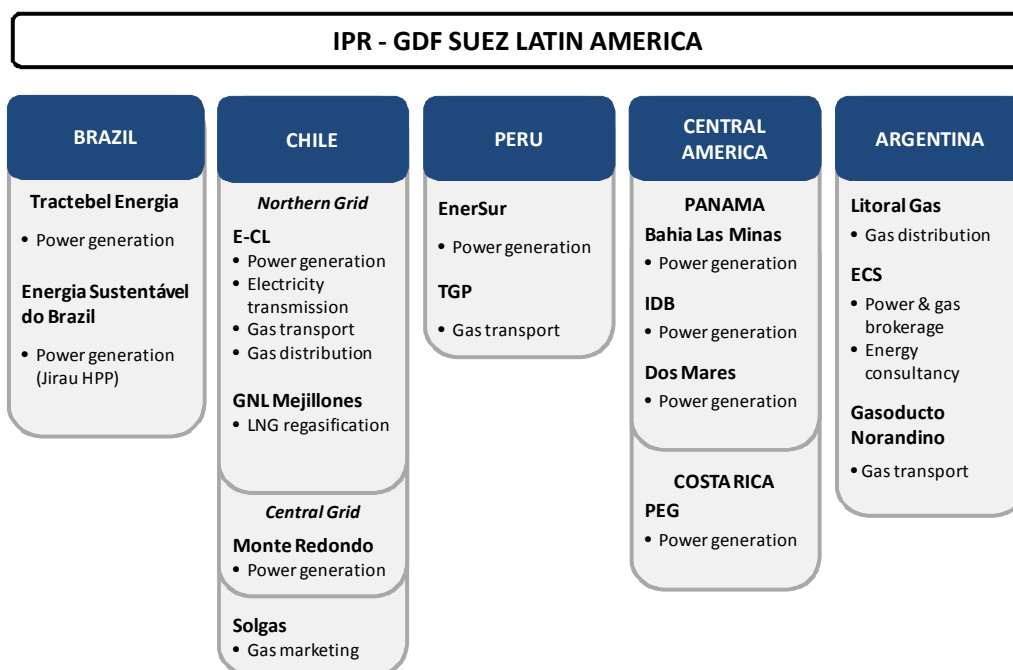 IPR - GDF SUEZ LATIN AMERICA
BRAZIL
Tractebel Energia
• Power generation
Energia Sustentável
do Brazil
• Power generation
(Jirau HPP)
CHILE
Northern Grid
E-CL
• Power generation
• Electricity
transmission
• Gas transport
• Gas distribution
GNL Mejillones
• LNG regasification
Central Grid
Monte Redondo
• Power generation
Solgas
• Gas marketing
PERU
EnerSur
• Power generation
TGP
• Gas transport
CENTRAL
AMERICA
PANAMA
Bahia Las Minas
• Power generation
IDB
• Power generation
Dos Mares
• Power generation
COSTA RICA
PEG
• Power generation
ARGENTINA
Litoral Gas
• Gas distribution
ECS
• Power & gas
brokerage
• Energy
consultancy
Gasoducto
Norandino
• Gas transport